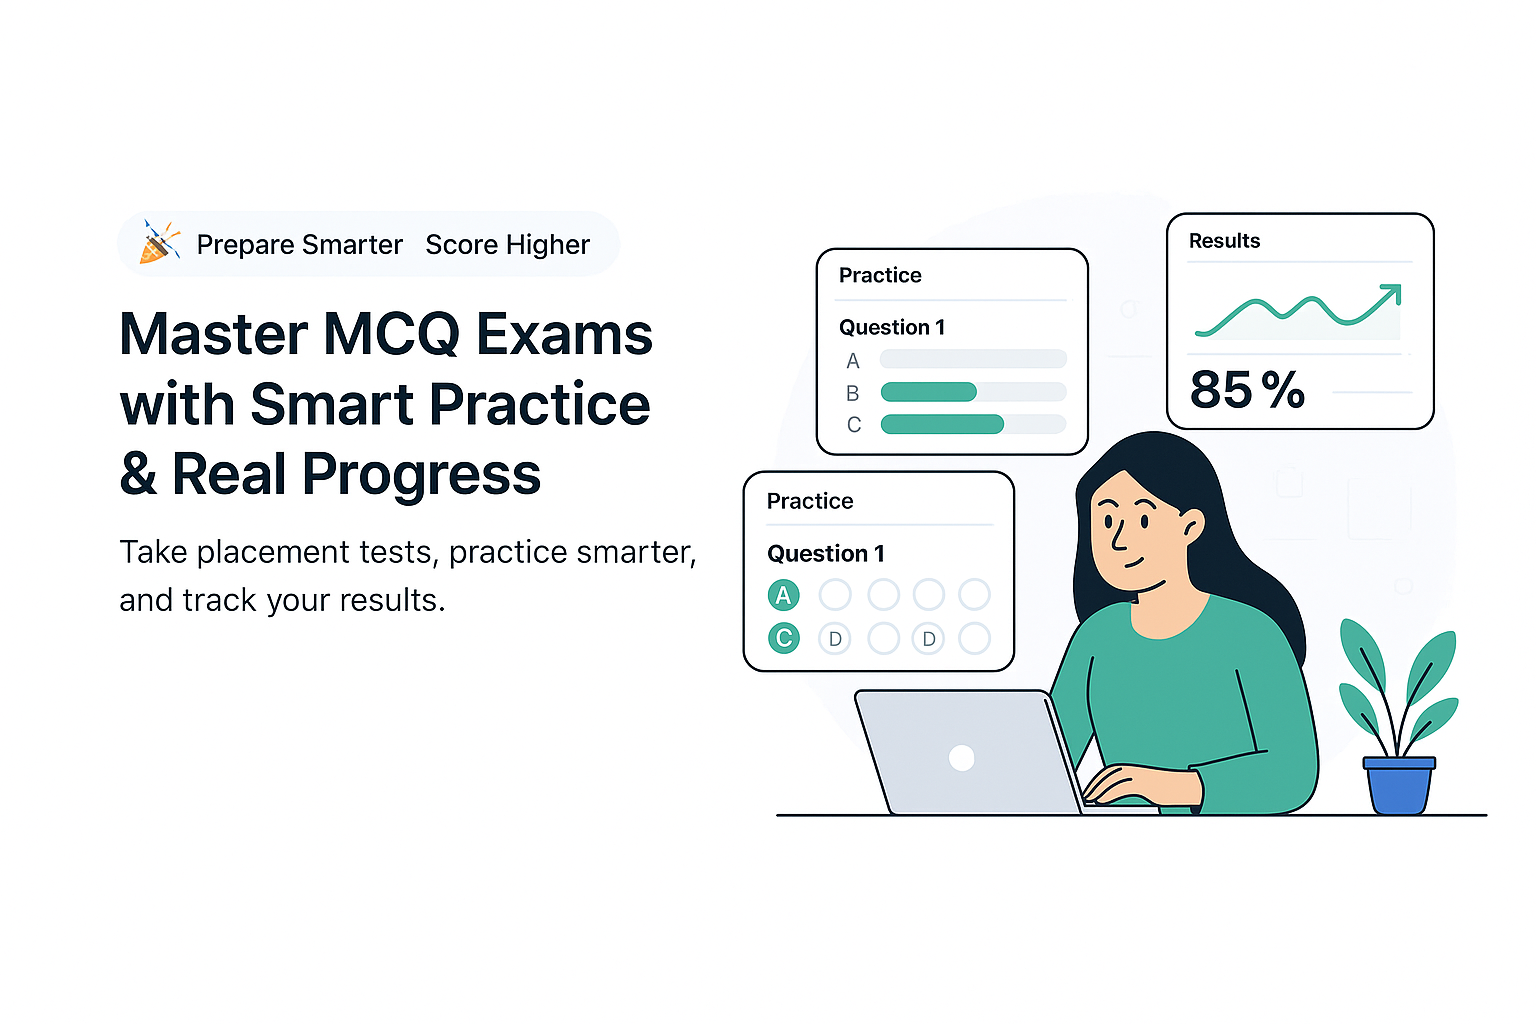 Prepare Smarter Score Higher
Master MCQ Exams
with Smart Practice
& Real Progress
Take placement tests, practice smarter,
and track your results.
Practice
Question 1
A
B
C
Results
85%
Practice
Question 1
A
C D D